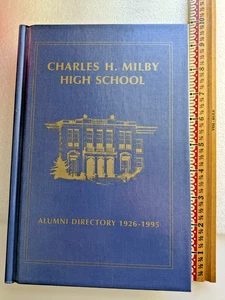 CHARLES H. MILBY
HIGH SCHOOL
ALUMNI DIRECTORY 1926-1995